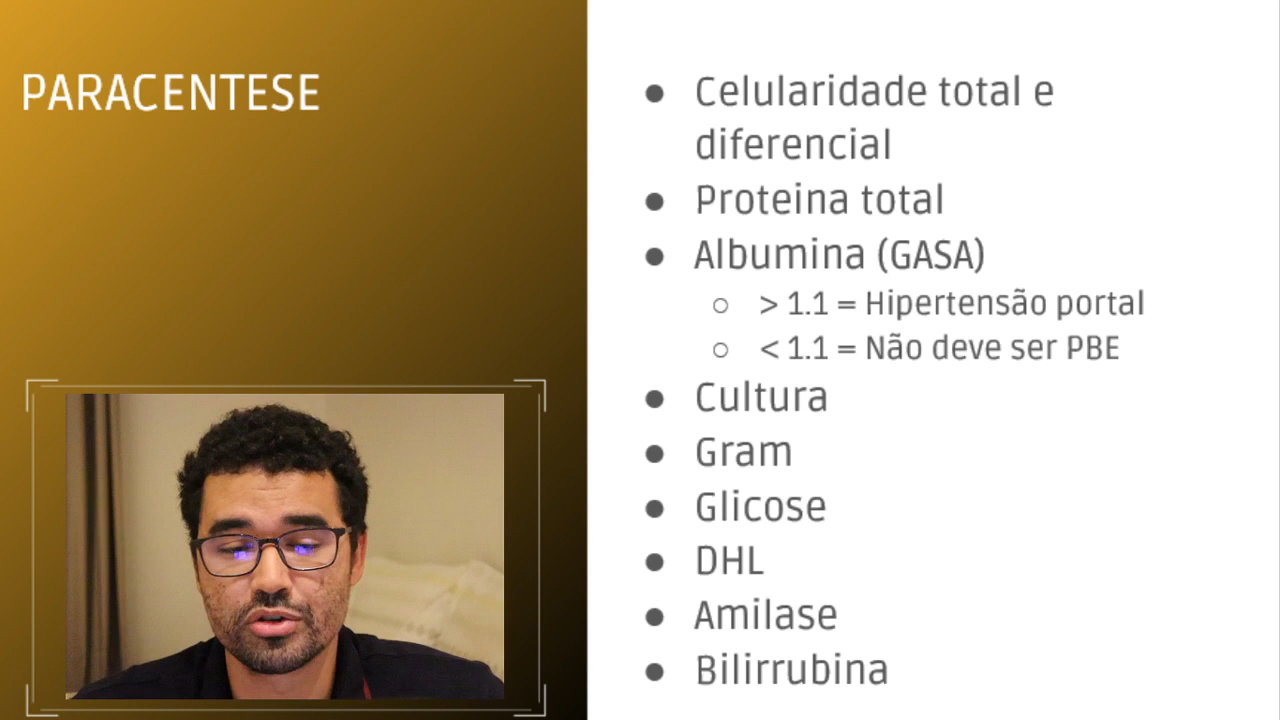 PARACENTESE
● Celularidade total e
diferencial
● Proteina total
● Albumina (GASA)
○ > 1.1 = Hipertensão portal
○ < 1.1 = Não deve ser PBE
● Cultura
● Gram
● Glicose
● DHL
● Amilase
● Bilirrubina